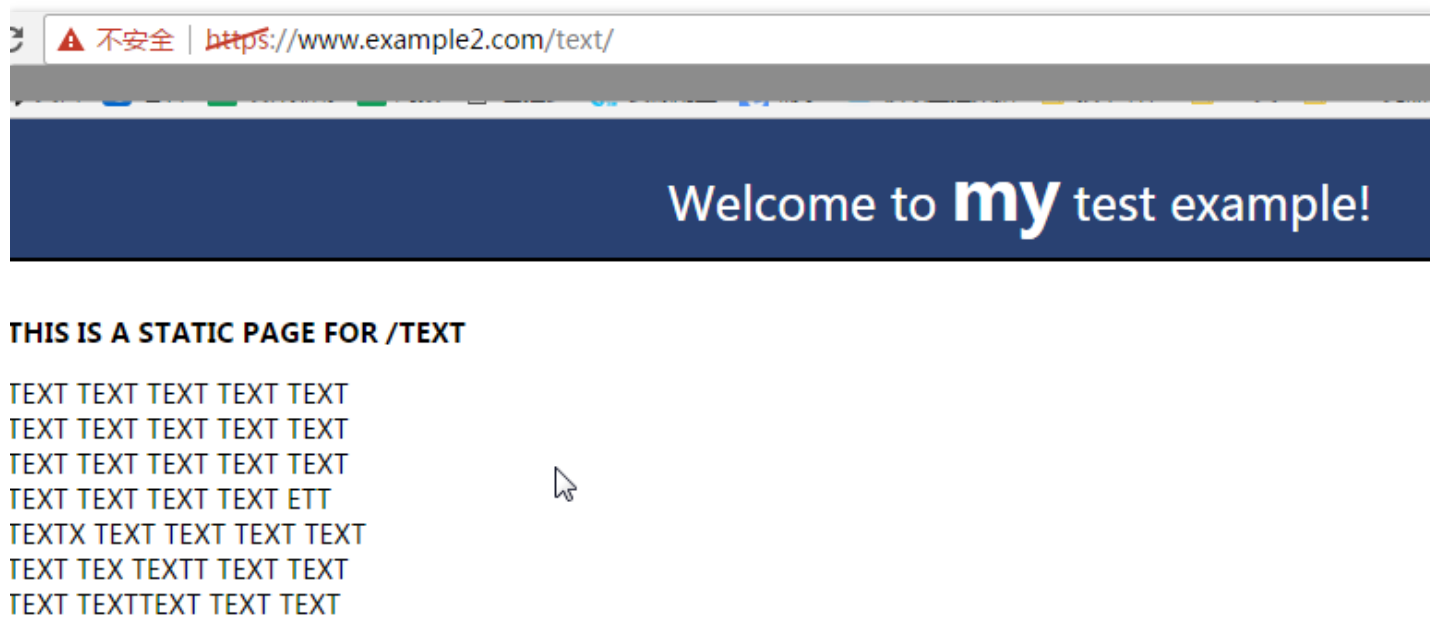 不安全 | https://www.example2.com/text/
Welcome to my test example!
THIS IS A STATIC PAGE FOR /TEXT
TEXT TEXT TEXT TEXT TEXT
TEXT TEXT TEXT TEXT TEXT
TEXT TEXT TEXT TEXT TEXT
TEXT TEXT TEXT TEXT ETT
TEXTX TEXT TEXT TEXT TEXT
TEXT TEX TEXTT TEXT TEXT
TEXT TEXTTEXT TEXT TEXT